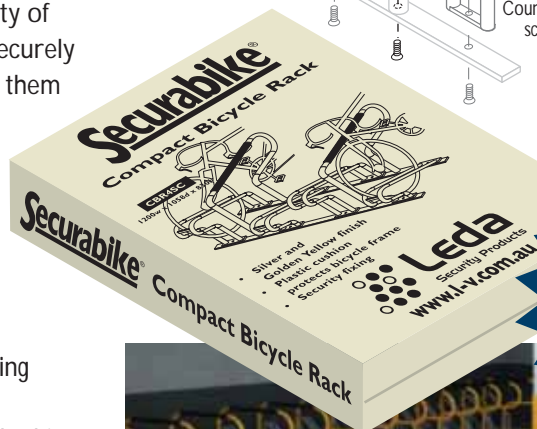 ty of
ecurely
them
Coun
sc
Securabike
Compact Bicycle Rack
CBR4SC
Silver and
Golden Yellow finish
Plastic cushion
protects bicycle frame
Security fixing
Leda
Security Products
www.l-v.com.au
Securabike® Compact Bicycle Rack
ing